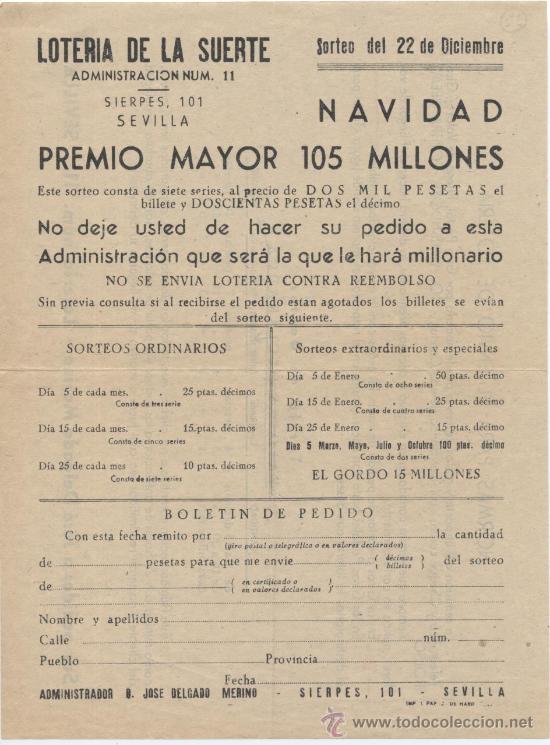 LOTERIA DE LA SUERTE
ADMINISTRACION NUM. 11
SIERPES, 101
SEVILLA
Sorteo del 22 de Diciembre
NAVIDAD
PREMIO MAYOR 105 MILLONES
Este sorteo consta de siete series, al precio de DOS MIL PESETAS el
billete y DOSCIENTAS PESETAS el décimo
No deje usted de hacer su pedido a esta
Administración que será la que le hará millonario
NO SE ENVIA LOTERIA CONTRA REEMBOLSO
Sin previa consulta si al recibirse el pedido estan agotados los billetes se evían
del sorteo siguiente.
SORTEOS ORDINARIOS
Día 5 de cada mes. . 25 ptas. décimos
Consta de tres serie
Día 15 de cada mes. . 15 ptas. décimos
Consta de cinco series
Día 25 de cada mes . 10 ptas. décimos
Consta de siete series
Sorteos extraordinarios y especiales
Día 5 de Enero . . 50 ptas. décimo
Consta de ocho series
Día 15 de Enero. . 25 ptas. décimo
Consta de cuatro series
Día 25 de Enero . 15 ptas. décimo
Días 5 Marzo, Mayo, Julio y Octubre 100 ptas. décimo
Consta de dos series
EL GORDO 15 MILLONES
BOLETIN DE PEDIDO
Con esta fecha remito por la cantidad
(giro postal o telegráfico o en valores declarados)
de pesetas para que me envie ( décimos ) del sorteo
( billetes )
de ( en certificado o )
( en valores declarados )
Nombre y apellidos
Calle núm.
Pueblo Provincia
Fecha
ADMINISTRADOR D. JOSE DELGADO MERINO - SIERPES, 101 - SEVILLA
todocoleccion
www.todocoleccion.net